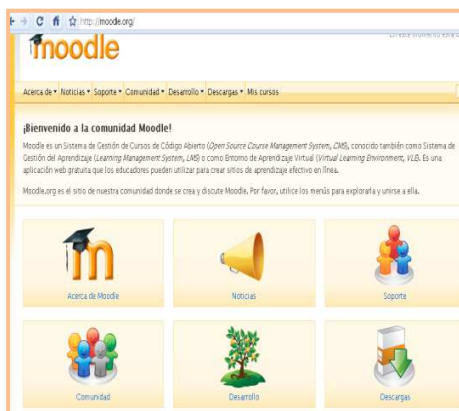 http://moodle.org/
moodle
Acerca de Noticias Soporte Comunidad Desarrollo Descargas Mis cursos
¡Bienvenido a la comunidad Moodle!
Moodle es un Sistema de Gestión de Cursos de Código Abierto (Open Source Course Management System, CMS), conocido también como Sistema de
Gestión del Aprendizaje (Learning Management System, LMS) o como Entorno de Aprendizaje Virtual (Virtual Learning Environment, VLE). Es una
aplicación web gratuita que los educadores pueden utilizar para crear sitios de aprendizaje efectivo en línea.
Moodle.org es el sitio de nuestra comunidad donde se crea y discute Moodle. Por favor, utilice los menús para explorarla y unirse a ella.
Acerca de Moodle
Noticias
Soporte
Comunidad
Desarrollo
Descargas